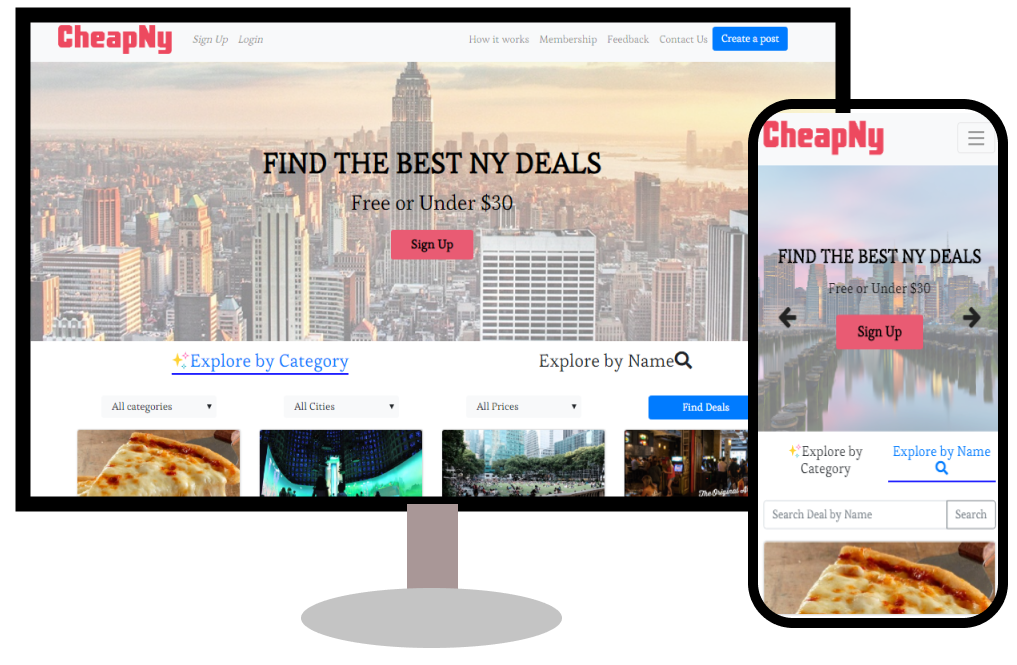 CheapNy
Sign Up Login
How it works Membership Feedback Contact Us Create a post
FIND THE BEST NY DEALS
Free or Under $30
Sign Up
Explore by Category
Explore by Name
All categories
All Cities
All Prices
Find Deals
The Original
CheapNy
FIND THE BEST NY DEALS
Free or Under $30
Sign Up
Explore by
Category
Explore by Name
Search Deal by Name
Search